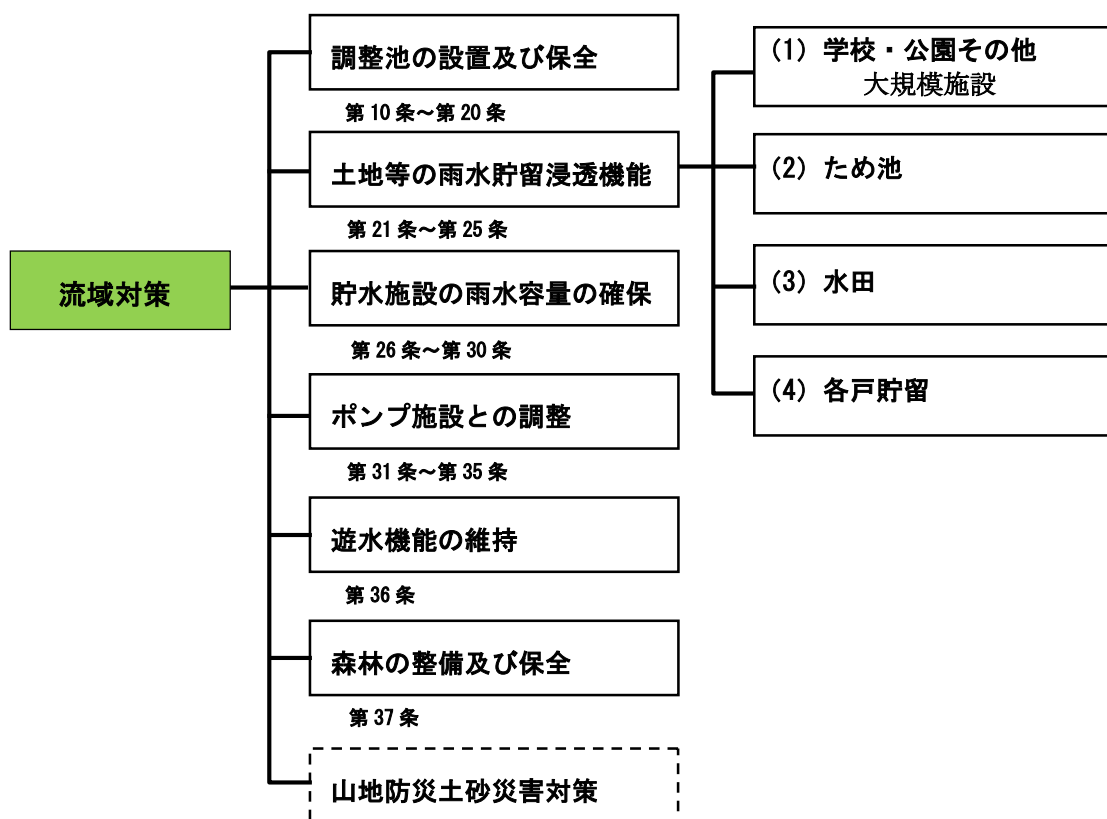 流域対策
調整池の設置及び保全
第10条～第20条
土地等の雨水貯留浸透機能
第21条～第25条
貯水施設の雨水容量の確保
第26条～第30条
ポンプ施設との調整
第31条～第35条
遊水機能の維持
第36条
森林の整備及び保全
第37条
山地防災土砂災害対策
(1) 学校・公園その他
大規模施設
(2) ため池
(3) 水田
(4) 各戸貯留